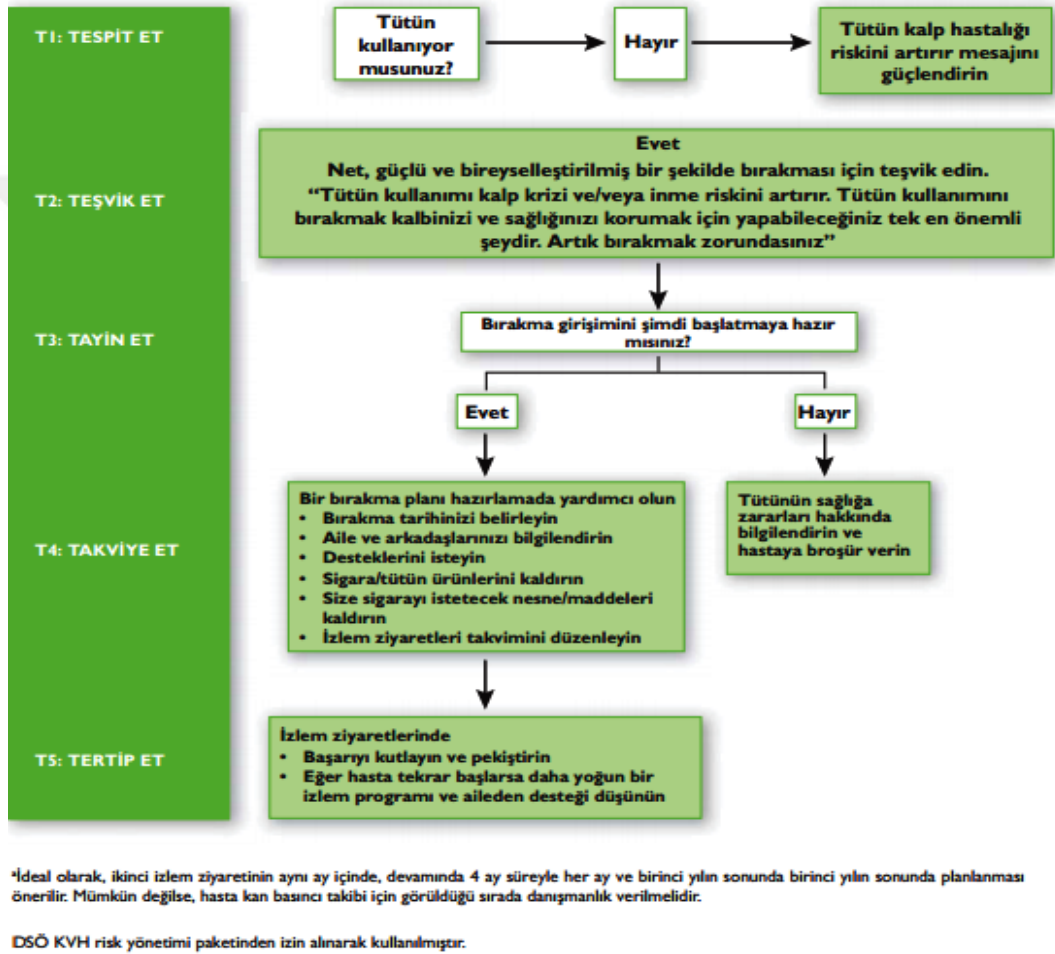 T1: TESPİT ET
Tütün
kullanıyor
musunuz?
Hayır
Tütün kalp hastalığı
riskini artırır mesajını
güçlendirin
T2: TEŞVİK ET
Evet
Net, güçlü ve bireyselleştirilmiş bir şekilde bırakması için teşvik edin.
“Tütün kullanımı kalp krizi ve/veya inme riskini artırır. Tütün kullanımını
bırakmak kalbinizi ve sağlığınızı korumak için yapabileceğiniz tek en önemli
şeydir. Artık bırakmak zorundasınız”
T3: TAYİN ET
Bırakma girişimini şimdi başlatmaya hazır
mısınız?
Evet
Hayır
T4: TAKVİYE ET
Bir bırakma planı hazırlamada yardımcı olun
• Bırakma tarihinizi belirleyin
• Aile ve arkadaşlarınızı bilgilendirin
• Desteklerini isteyin
• Sigara/tütün ürünlerini kaldırın
• Size sigarayı istetecek nesne/maddeleri
kaldırın
• İzlem ziyaretleri takvimini düzenleyin
Tütünün sağlığa
zararları hakkında
bilgilendirin ve
hastaya broşür verin
T5: TERTİP ET
İzlem ziyaretlerinde
• Başarıyı kutlayın ve pekiştirin
• Eğer hasta tekrar başlarsa daha yoğun bir
izlem programı ve aileden desteği düşünün
ªİdeal olarak, ikinci izlem ziyaretinin aynı ay içinde, devamında 4 ay süreyle her ay ve birinci yılın sonunda birinci yılın sonunda planlanması
önerilir. Mümkün değilse, hasta kan basıncı takibi için görüldüğü sırada danışmanlık verilmelidir.
DSÖ KVH risk yönetimi paketinden izin alınarak kullanılmıştır.